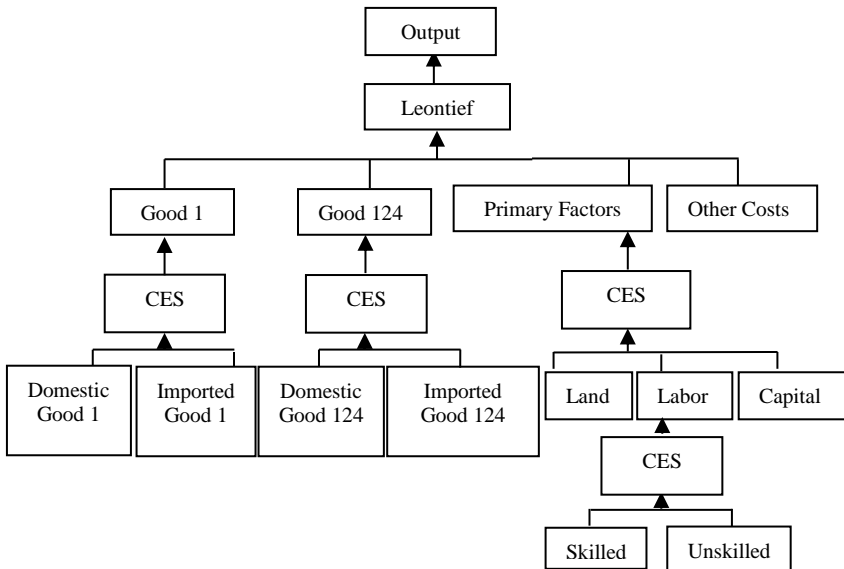 Output
Leontief
Good 1
Good 124
Primary Factors
Other Costs
CES
CES
CES
Domestic
Good 1
Imported
Good 1
Domestic
Good 124
Imported
Good 124
Land
Labor
Capital
CES
Skilled
Unskilled